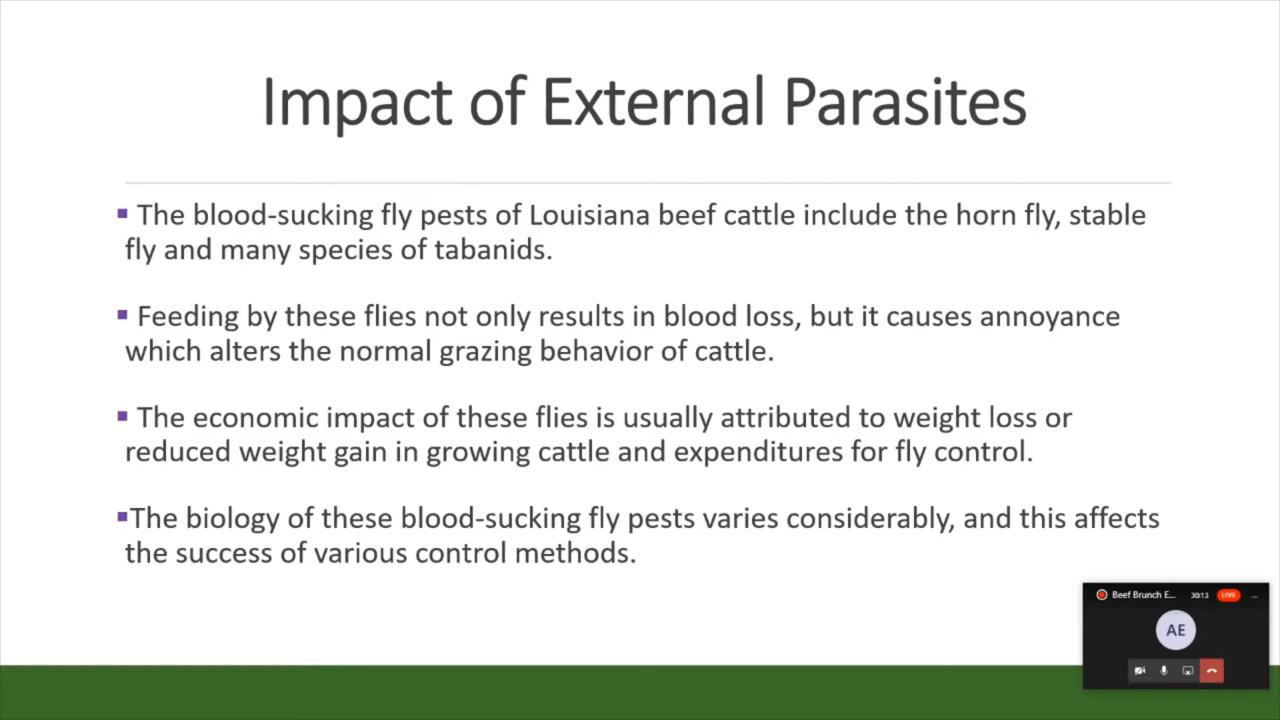 Impact of External Parasites
▪ The blood-sucking fly pests of Louisiana beef cattle include the horn fly, stable
fly and many species of tabanids.
▪ Feeding by these flies not only results in blood loss, but it causes annoyance
which alters the normal grazing behavior of cattle.
▪ The economic impact of these flies is usually attributed to weight loss or
reduced weight gain in growing cattle and expenditures for fly control.
▪The biology of these blood-sucking fly pests varies considerably, and this affects
the success of various control methods.
Beef Brunch E... 30:13 LIVE ...
AE